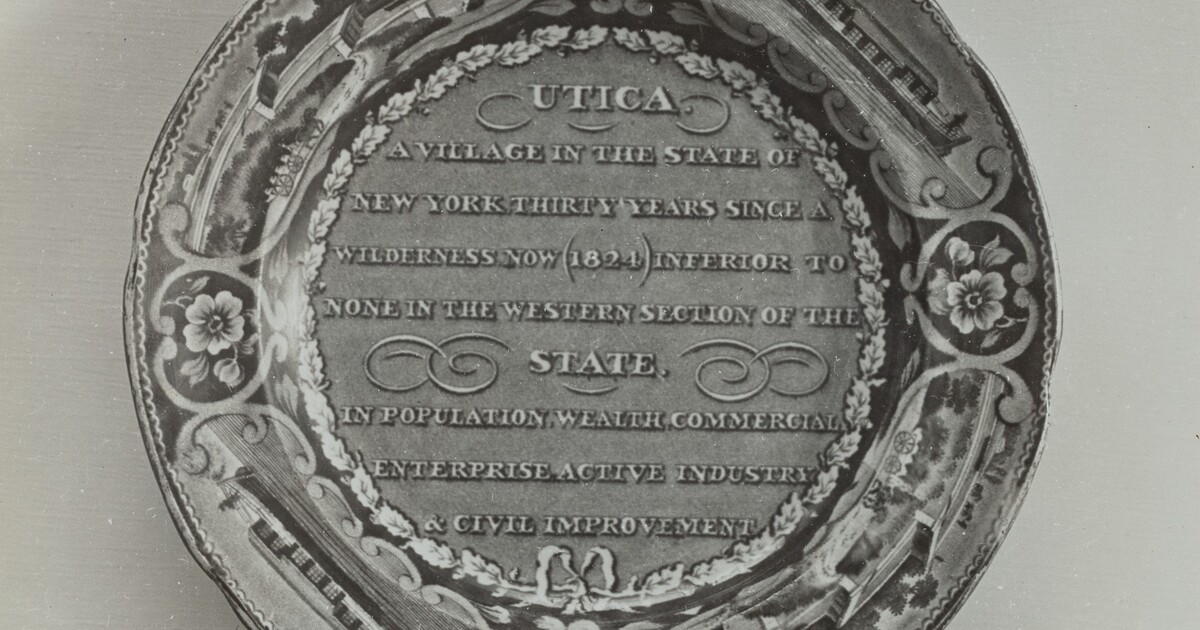 UTICA.
A VILLAGE IN THE STATE OF
NEW YORK, THIRTY YEARS SINCE A
WILDERNESS, NOW (1824) INFERIOR TO
NONE IN THE WESTERN SECTION OF THE
STATE.
IN POPULATION, WEALTH, COMMERCIAL,
ENTERPRISE, ACTIVE INDUSTRY
& CIVIL IMPROVEMENT